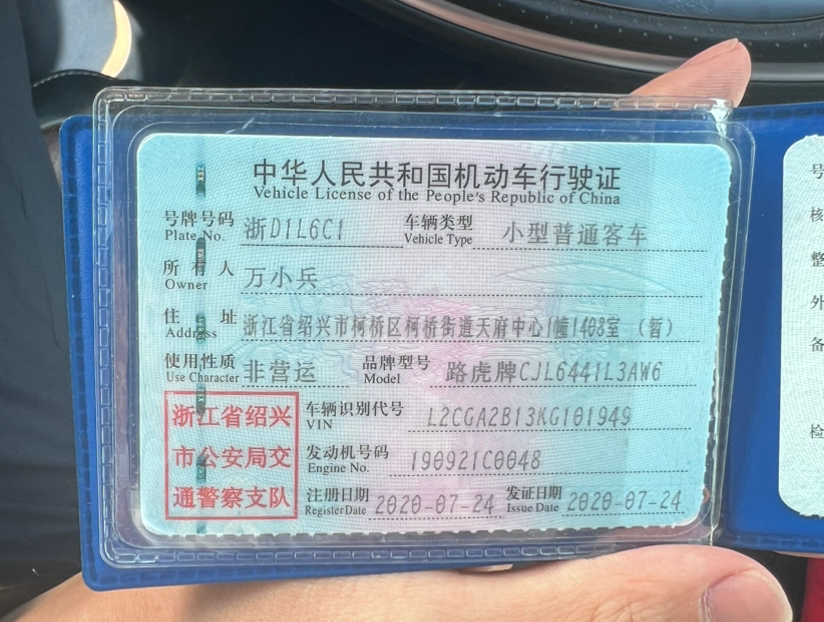 中华人民共和国机动车行驶证
Vehicle License of the People's Republic of China
号牌号码 浙D1L6C1 车辆类型 小型普通客车
Plate No. Vehicle Type
所有人 万小兵
Owner
住址 浙江省绍兴市柯桥区柯桥街道天府中心1幢1408室（暂）
Address
使用性质 非营运 品牌型号 路虎牌CJL6441L3AW6
Use Character Model
浙江省绍兴
市公安局交
通警察支队
车辆识别代号 L2CGA2B13KG101949
VIN
发动机号码 190921C0048
Engine No.
注册日期 2020-07-24 发证日期 2020-07-24
Register Date Issue Date
号
核
整
外
备
检